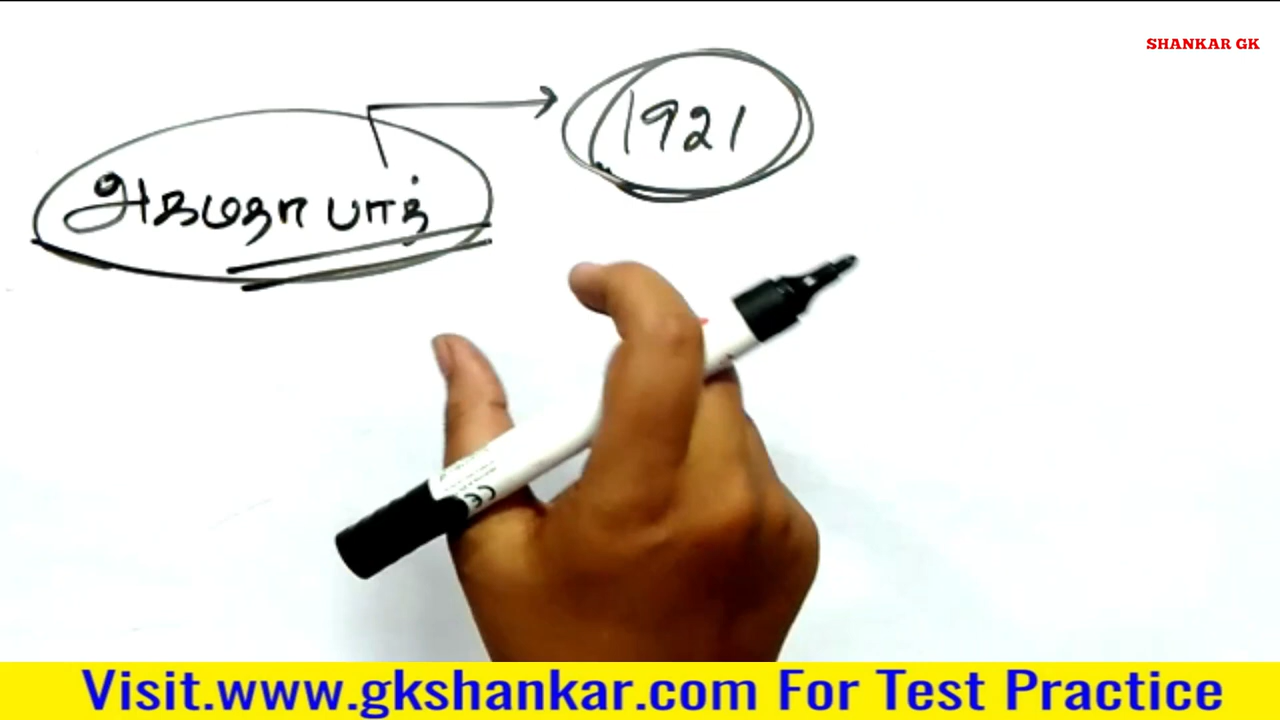 SHANKAR GK
1921
அகமதா பாத்
Visit.www.gkshankar.com For Test Practice